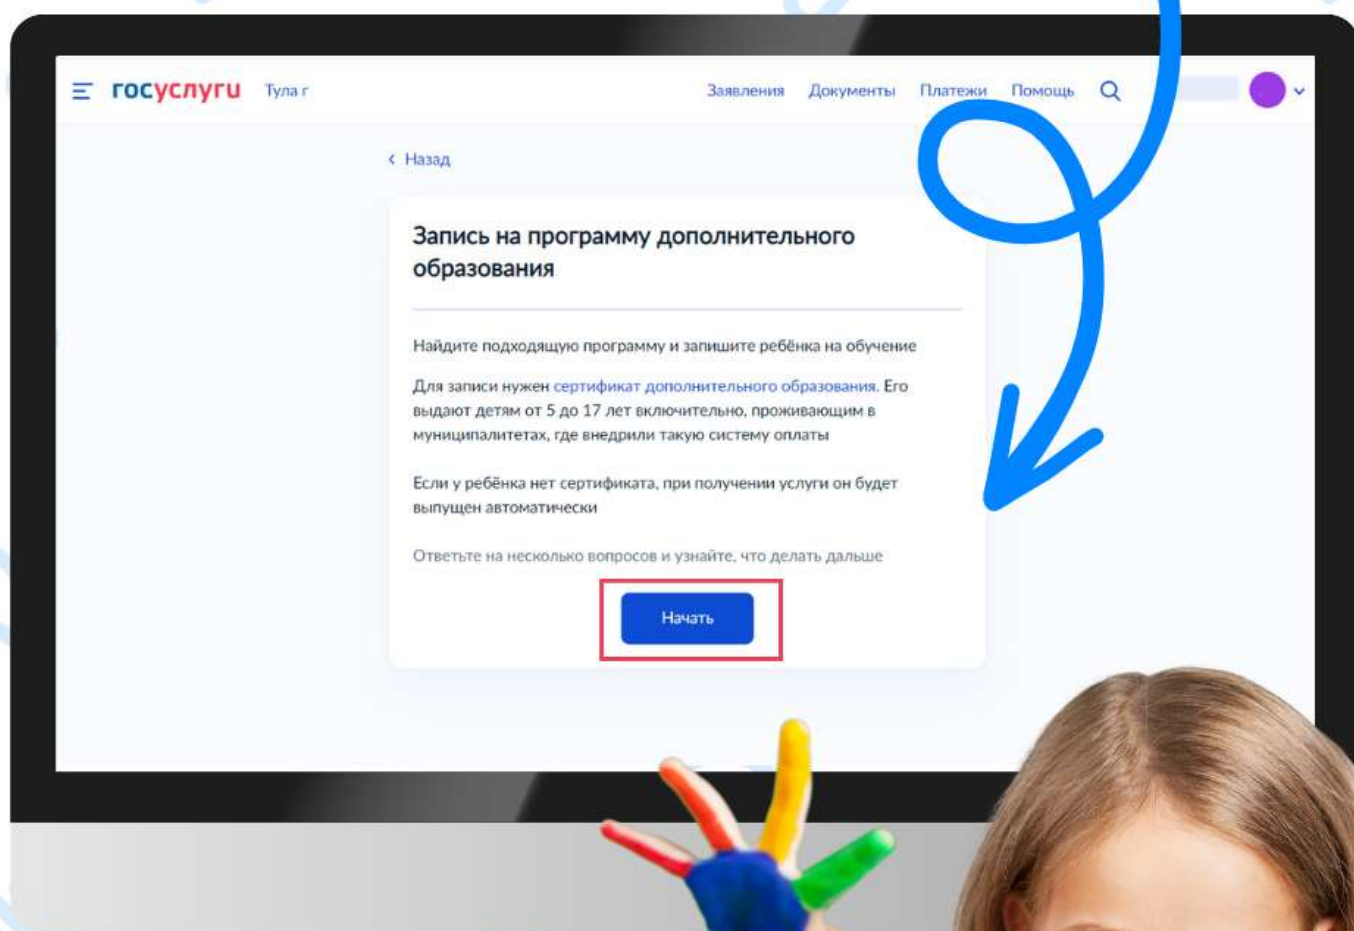 госуслуги Тула г Заявления Документы Платежи Помощь
Назад
Запись на программу дополнительного
образования
Найдите подходящую программу и запишите ребёнка на обучение
Для записи нужен сертификат дополнительного образования. Его
выдают детям от 5 до 17 лет включительно, проживающим в
муниципалитетах, где внедрили такую систему оплаты
Если у ребёнка нет сертификата, при получении услуги он будет
выпущен автоматически
Ответьте на несколько вопросов и узнайте, что делать дальше
Начать